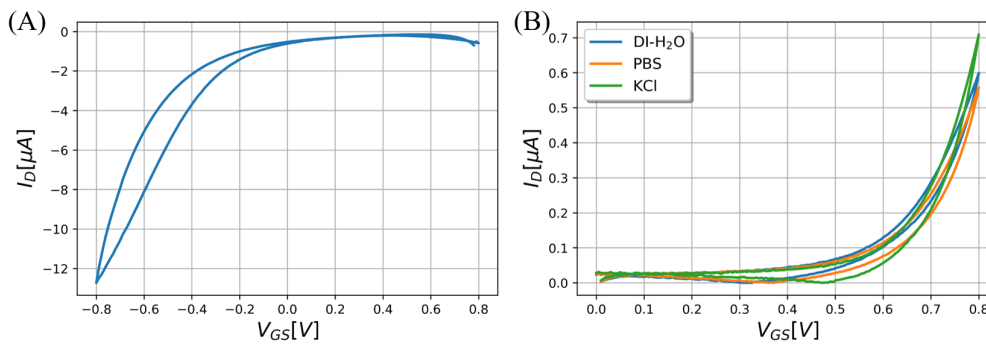 (A)
0
−2
−4
−6
−8
−10
−12
I_D[μA]
−0.8 −0.6 −0.4 −0.2 0.0 0.2 0.4 0.6 0.8
V_GS[V]
(B)
0.7
0.6
0.5
0.4
0.3
0.2
0.1
0.0
I_D[μA]
DI-H₂O
PBS
KCl
0.0 0.1 0.2 0.3 0.4 0.5 0.6 0.7 0.8
V_GS[V]